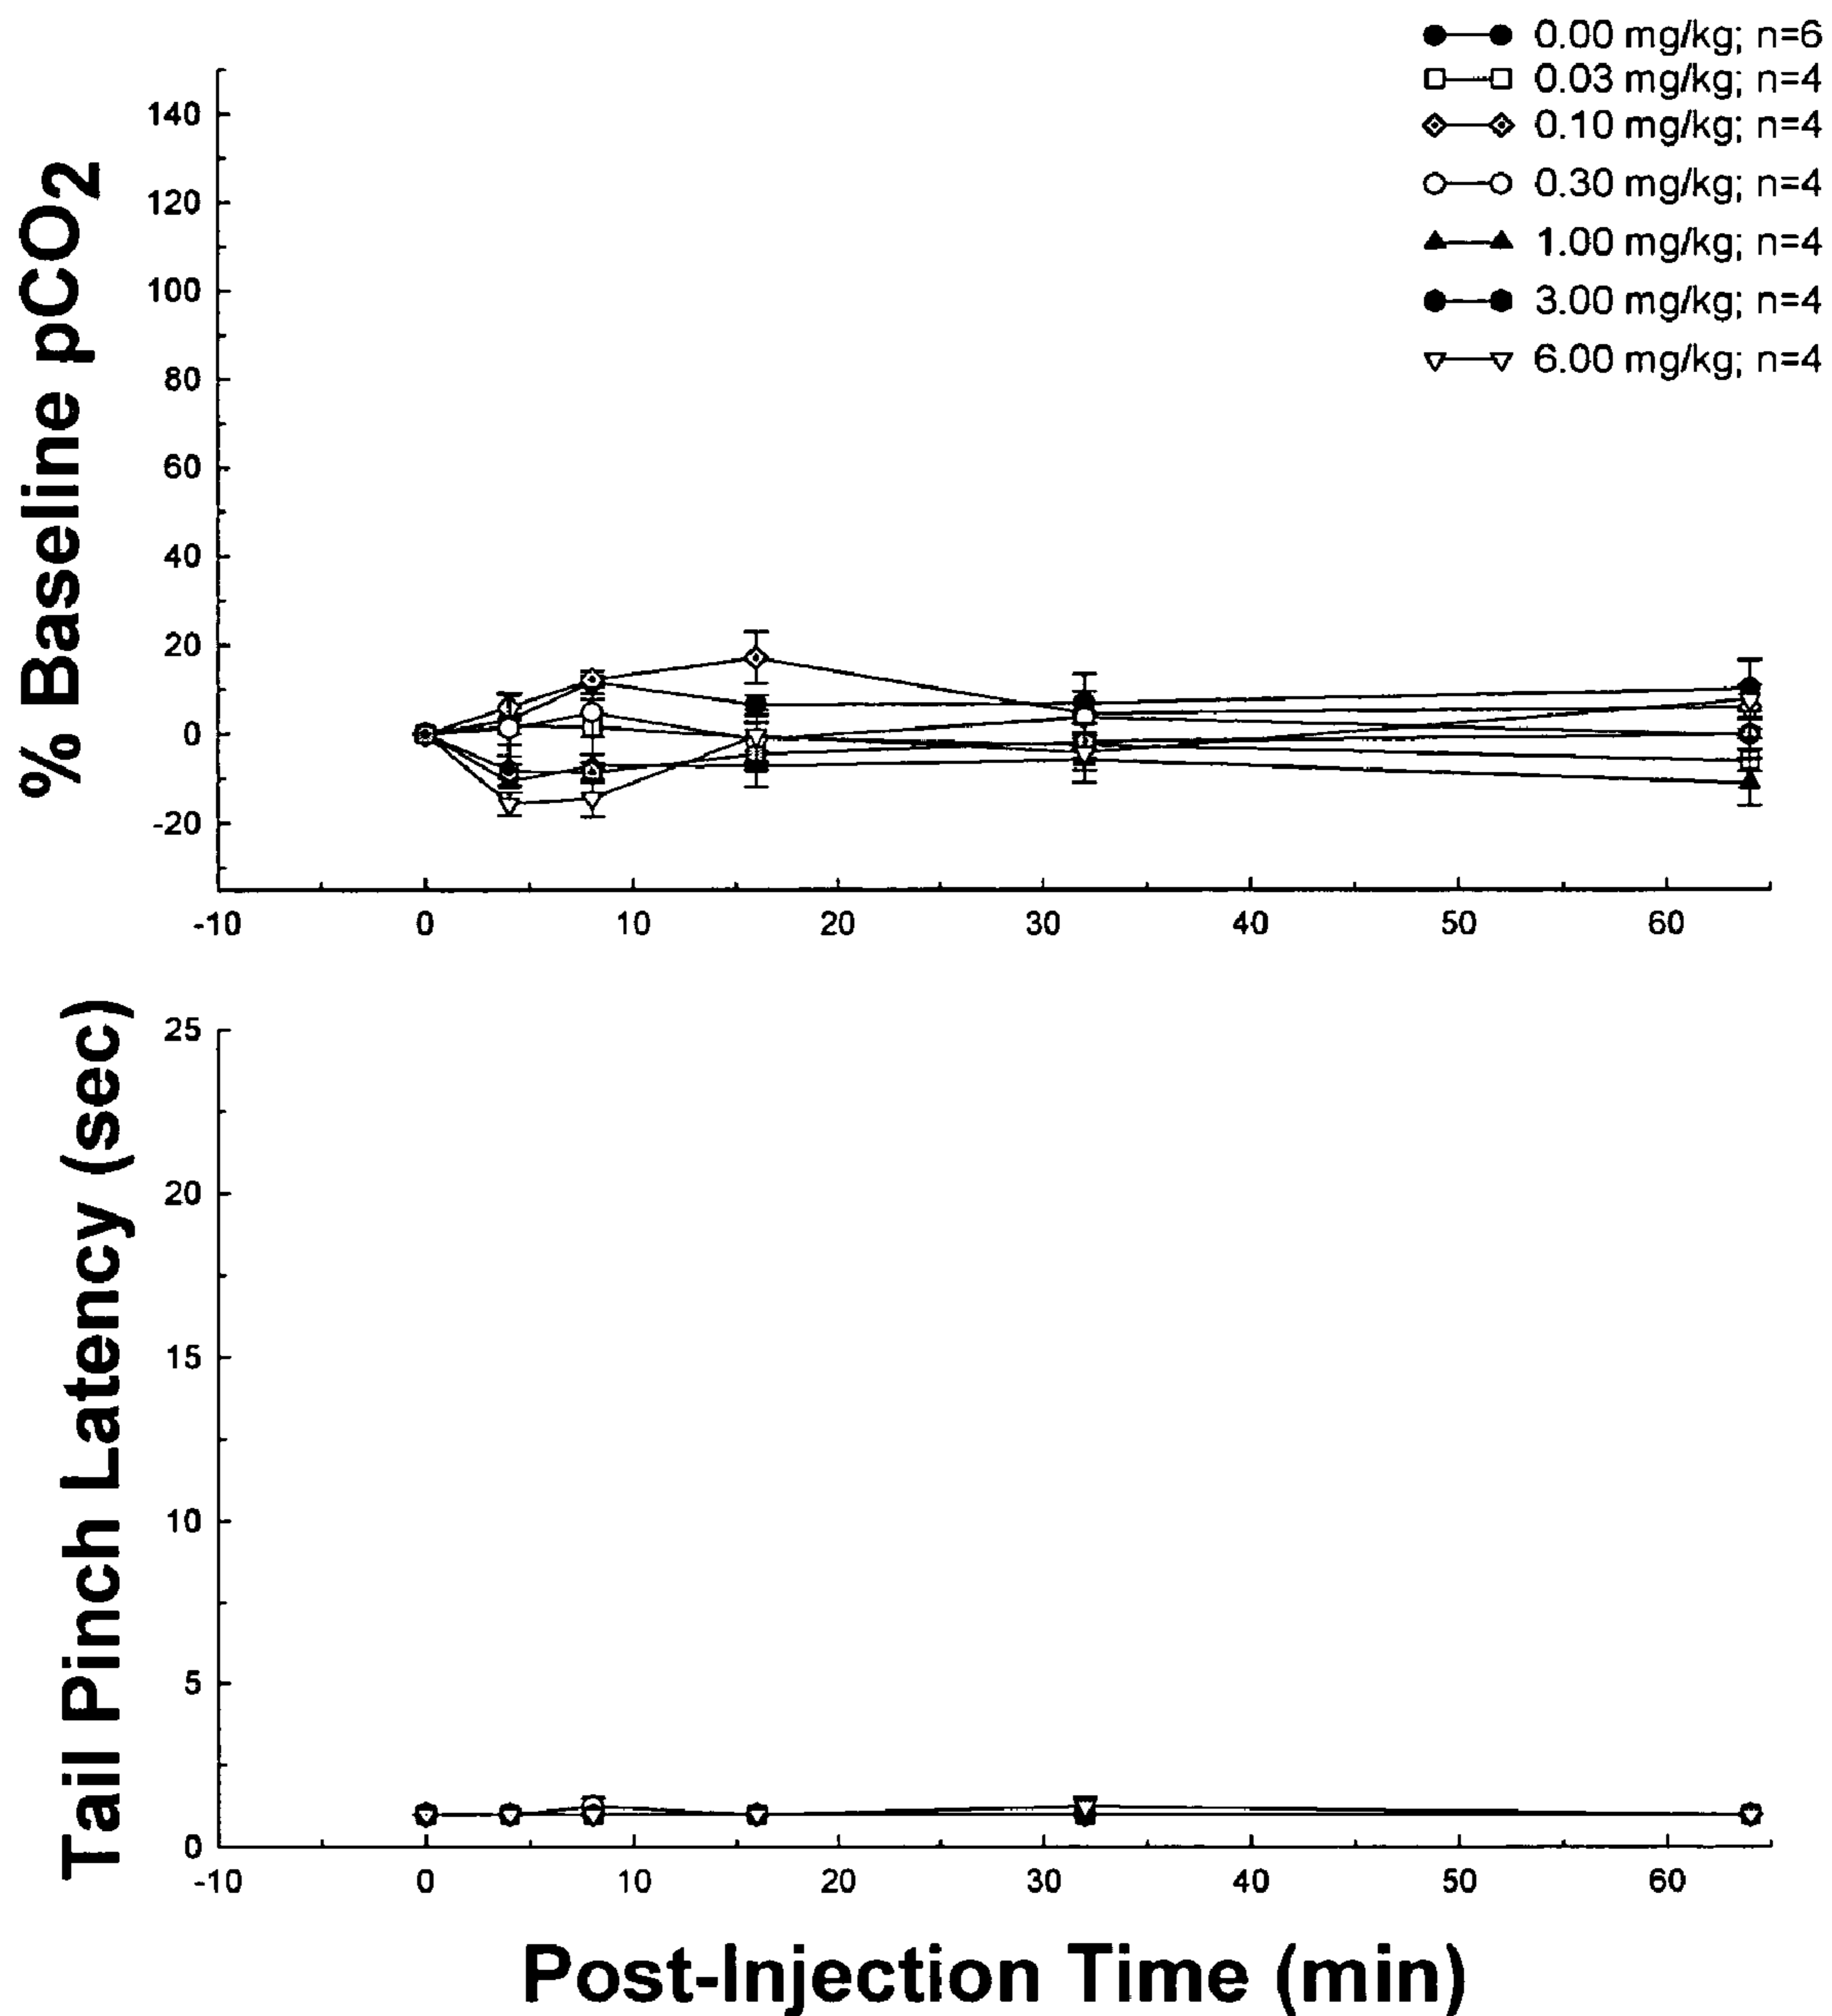 0.00 mg/kg; n=6
0.03 mg/kg; n=4
0.10 mg/kg; n=4
0.30 mg/kg; n=4
1.00 mg/kg; n=4
3.00 mg/kg; n=4
6.00 mg/kg; n=4
% Baseline pCO2
140
120
100
80
60
40
20
0
-20
-10 0 10 20 30 40 50 60
Tail Pinch Latency (sec)
25
20
15
10
5
0
-10 0 10 20 30 40 50 60
Post-Injection Time (min)